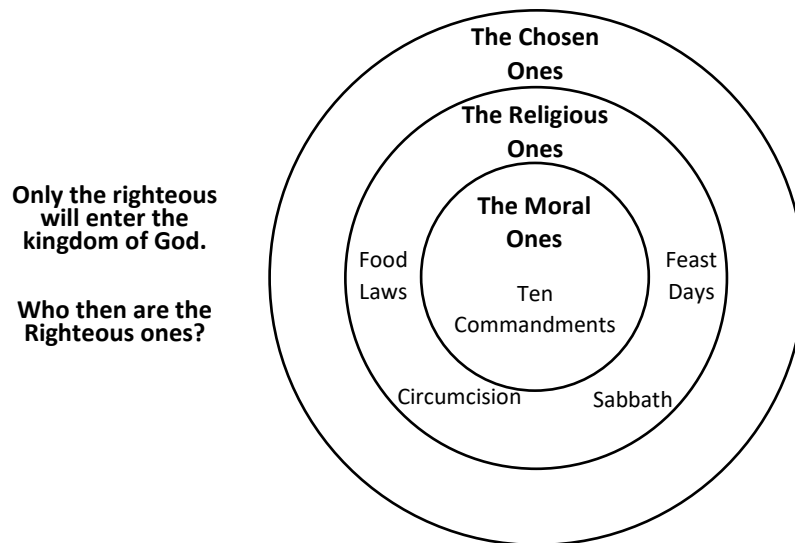 The Chosen
Ones
The Religious
Ones
The Moral
Ones
Only the righteous
will enter the
kingdom of God.
Food
Laws
Feast
Days
Ten
Commandments
Who then are the
Righteous ones?
Circumcision
Sabbath